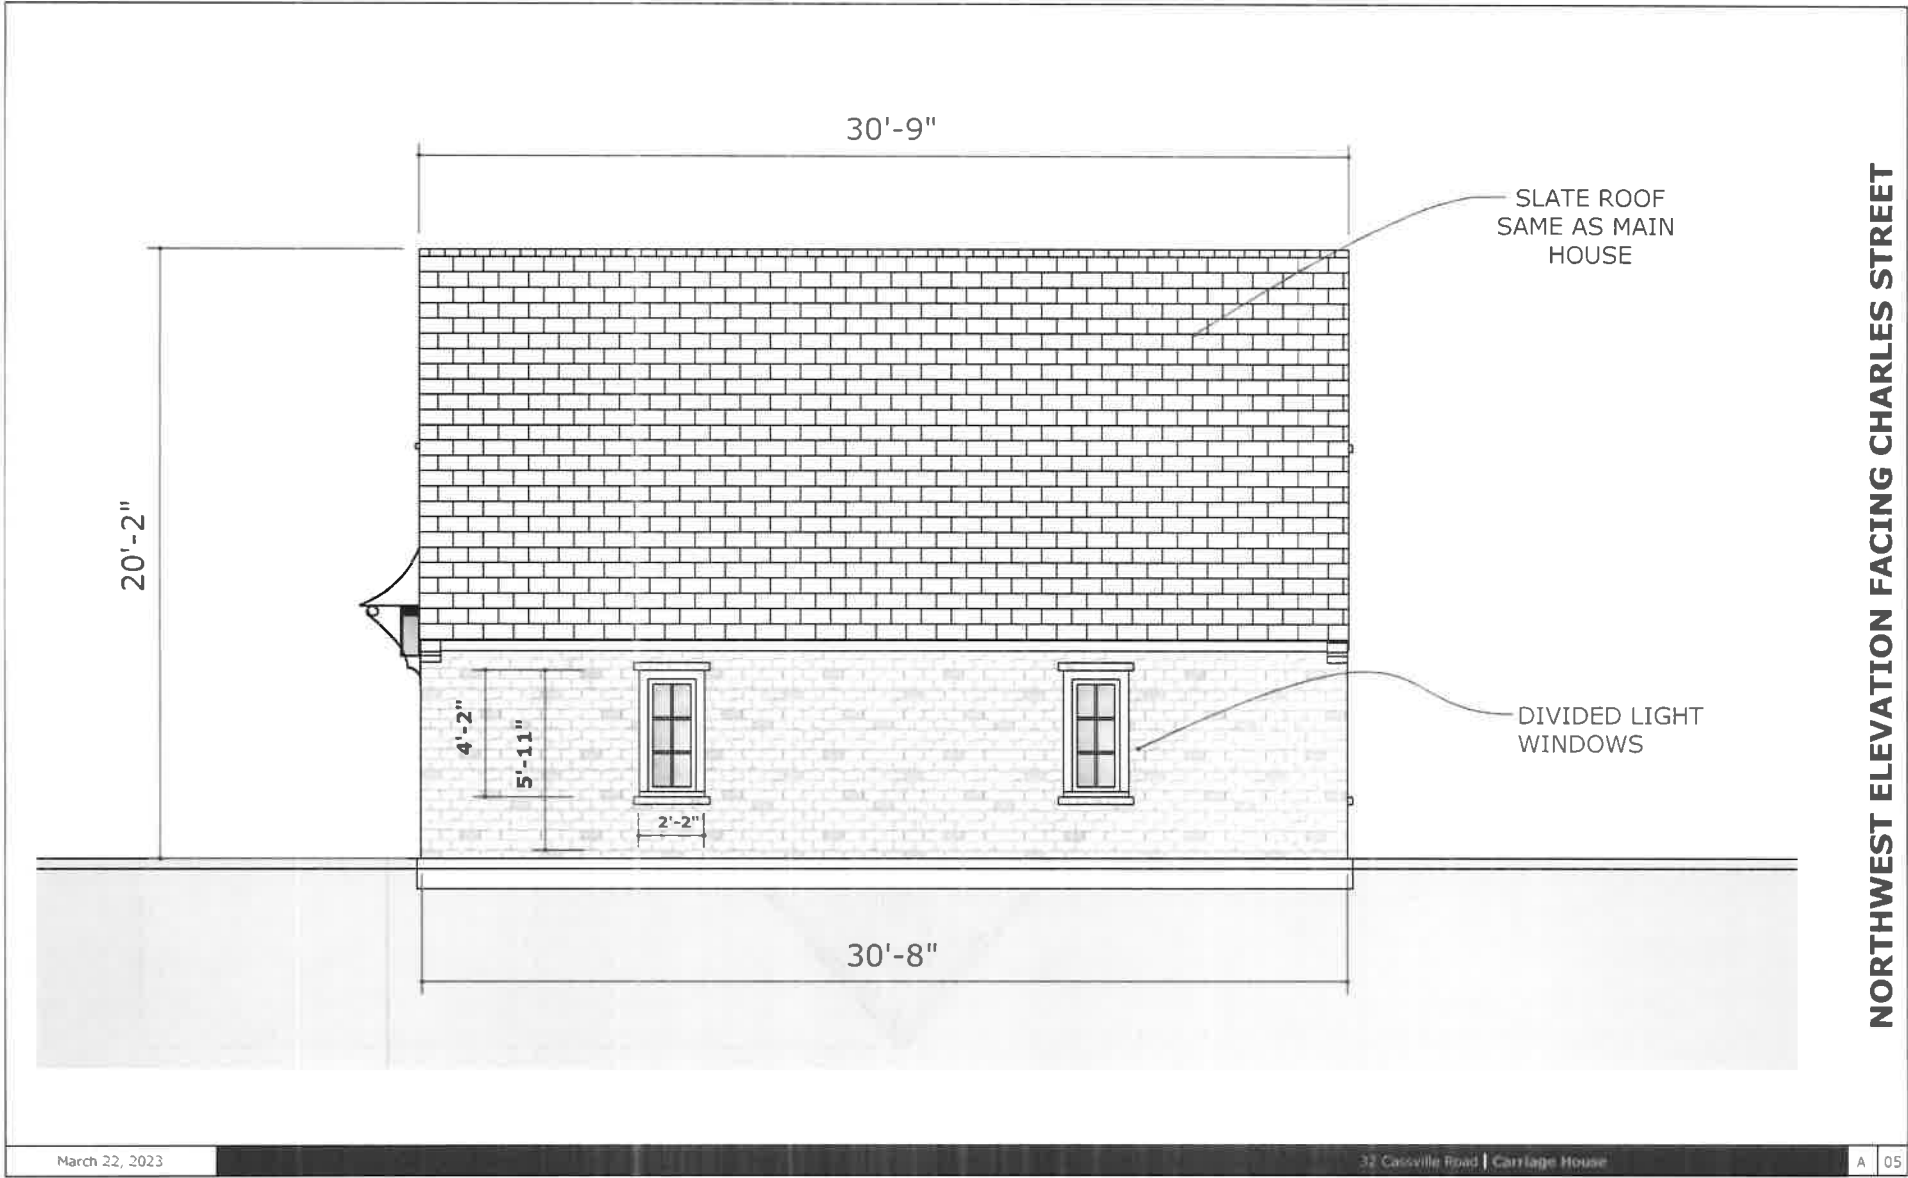 30'-9"
SLATE ROOF
SAME AS MAIN
HOUSE
20'-2"
4'-2"
5'-11"
2'-2"
DIVIDED LIGHT
WINDOWS
30'-8"
NORTHWEST ELEVATION FACING CHARLES STREET
March 22, 2023
32 Cassville Road | Carriage House
A 05